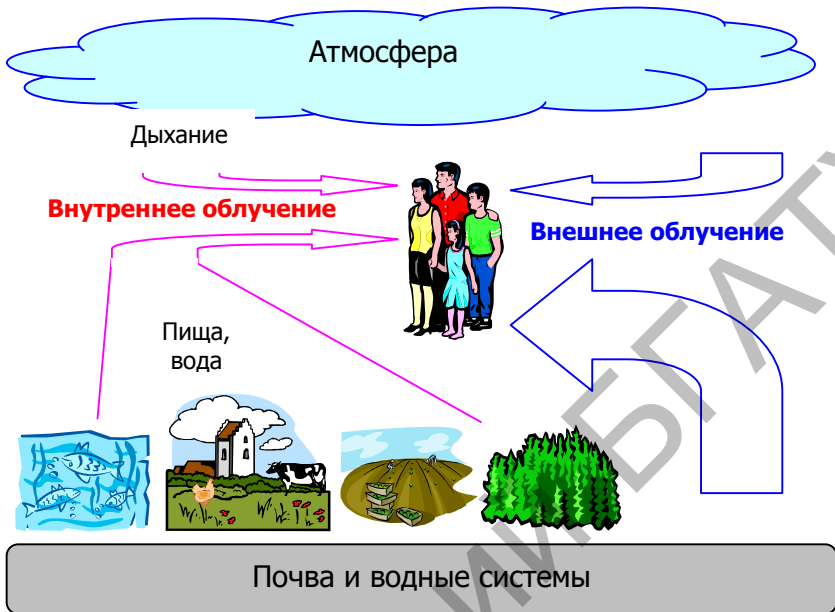 Атмосфера
Дыхание
Внутреннее облучение
Внешнее облучение
Пища,
вода
Почва и водные системы